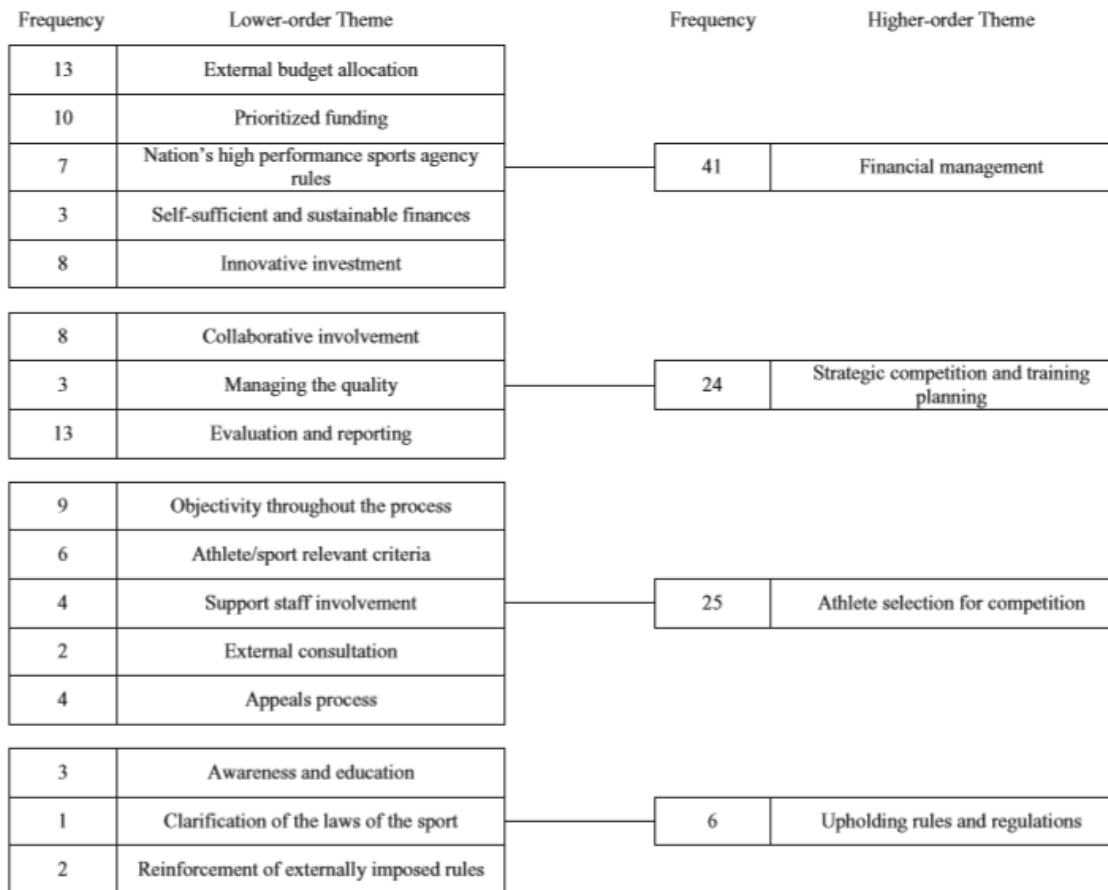 Frequency Lower-order Theme Frequency Higher-order Theme
13 External budget allocation
10 Prioritized funding
7 Nation's high performance sports agency
rules
41 Financial management
3 Self-sufficient and sustainable finances
8 Innovative investment
8 Collaborative involvement
3 Managing the quality
24 Strategic competition and training
planning
13 Evaluation and reporting
9 Objectivity throughout the process
6 Athlete/sport relevant criteria
4 Support staff involvement
25 Athlete selection for competition
2 External consultation
4 Appeals process
3 Awareness and education
1 Clarification of the laws of the sport
6 Upholding rules and regulations
2 Reinforcement of externally imposed rules